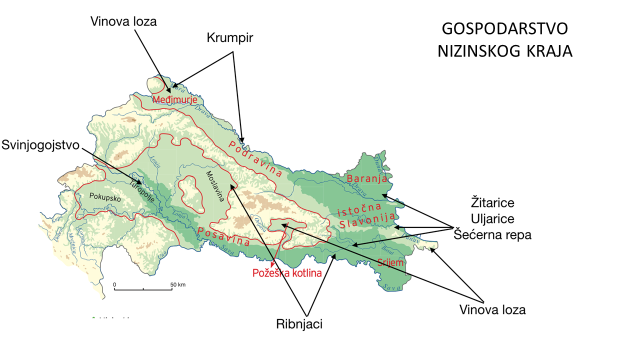 GOSPODARSTVO
NIZINSKOG KRAJA
Vinova loza
Krumpir
Međimurje
Svinjogojstvo
Podravina
Baranja
Moslavina
Turopolje
Pokupsko
Žitarice
Uljarice
Šećerna repa
Istočna
Slavonija
Posavina
Srijem
Požeška kotlina
0 50 km
Vinova loza
Ribnjaci